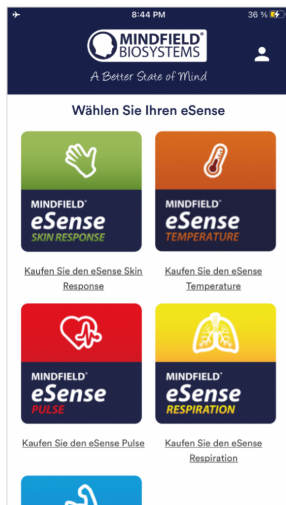 8:44 PM
36 %
MINDFIELD®
BIOSYSTEMS
A Better State of Mind
Wählen Sie Ihren eSense
MINDFIELD®
eSense
SKIN RESPONSE
MINDFIELD®
eSense
TEMPERATURE
Kaufen Sie den eSense Skin
Response
Kaufen Sie den eSense
Temperature
MINDFIELD®
eSense
PULSE
MINDFIELD®
eSense
RESPIRATION
Kaufen Sie den eSense Pulse
Kaufen Sie den eSense
Respiration